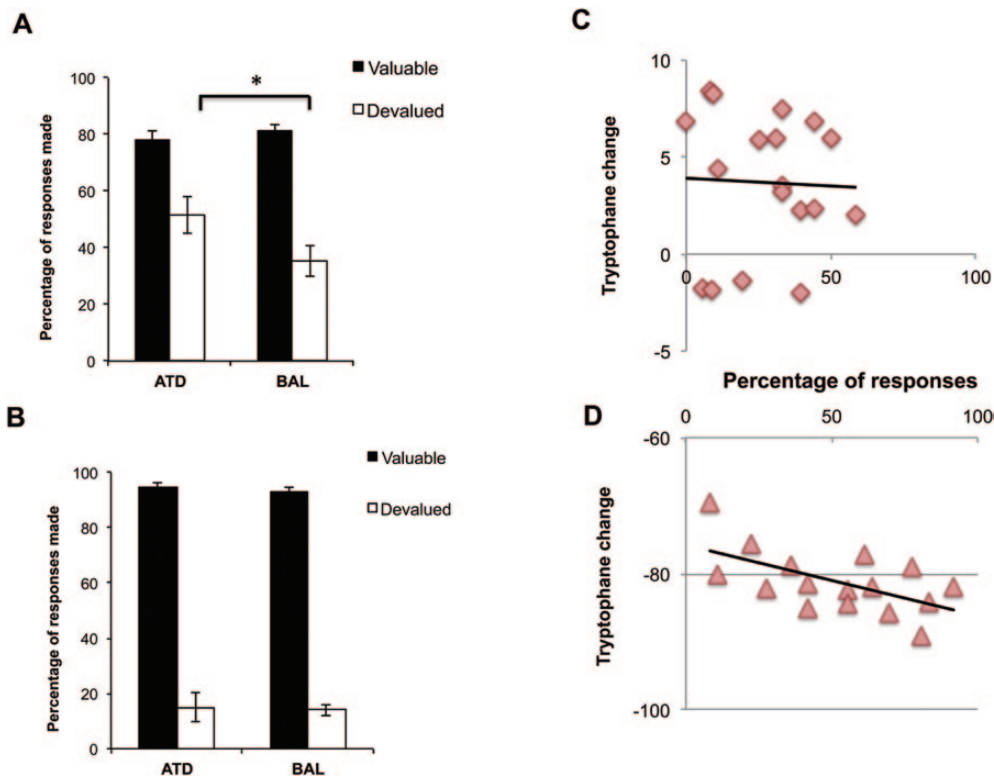 A
Valuable
Devalued
*
Percentage of responses made
100
80
60
40
20
0
ATD
BAL
B
Valuable
Devalued
Percentage of responses made
100
80
60
40
20
0
ATD
BAL
C
Tryptophane change
10
5
0
-5
0
50
100
Percentage of responses
D
0
50
100
Tryptophane change
-60
-80
-100